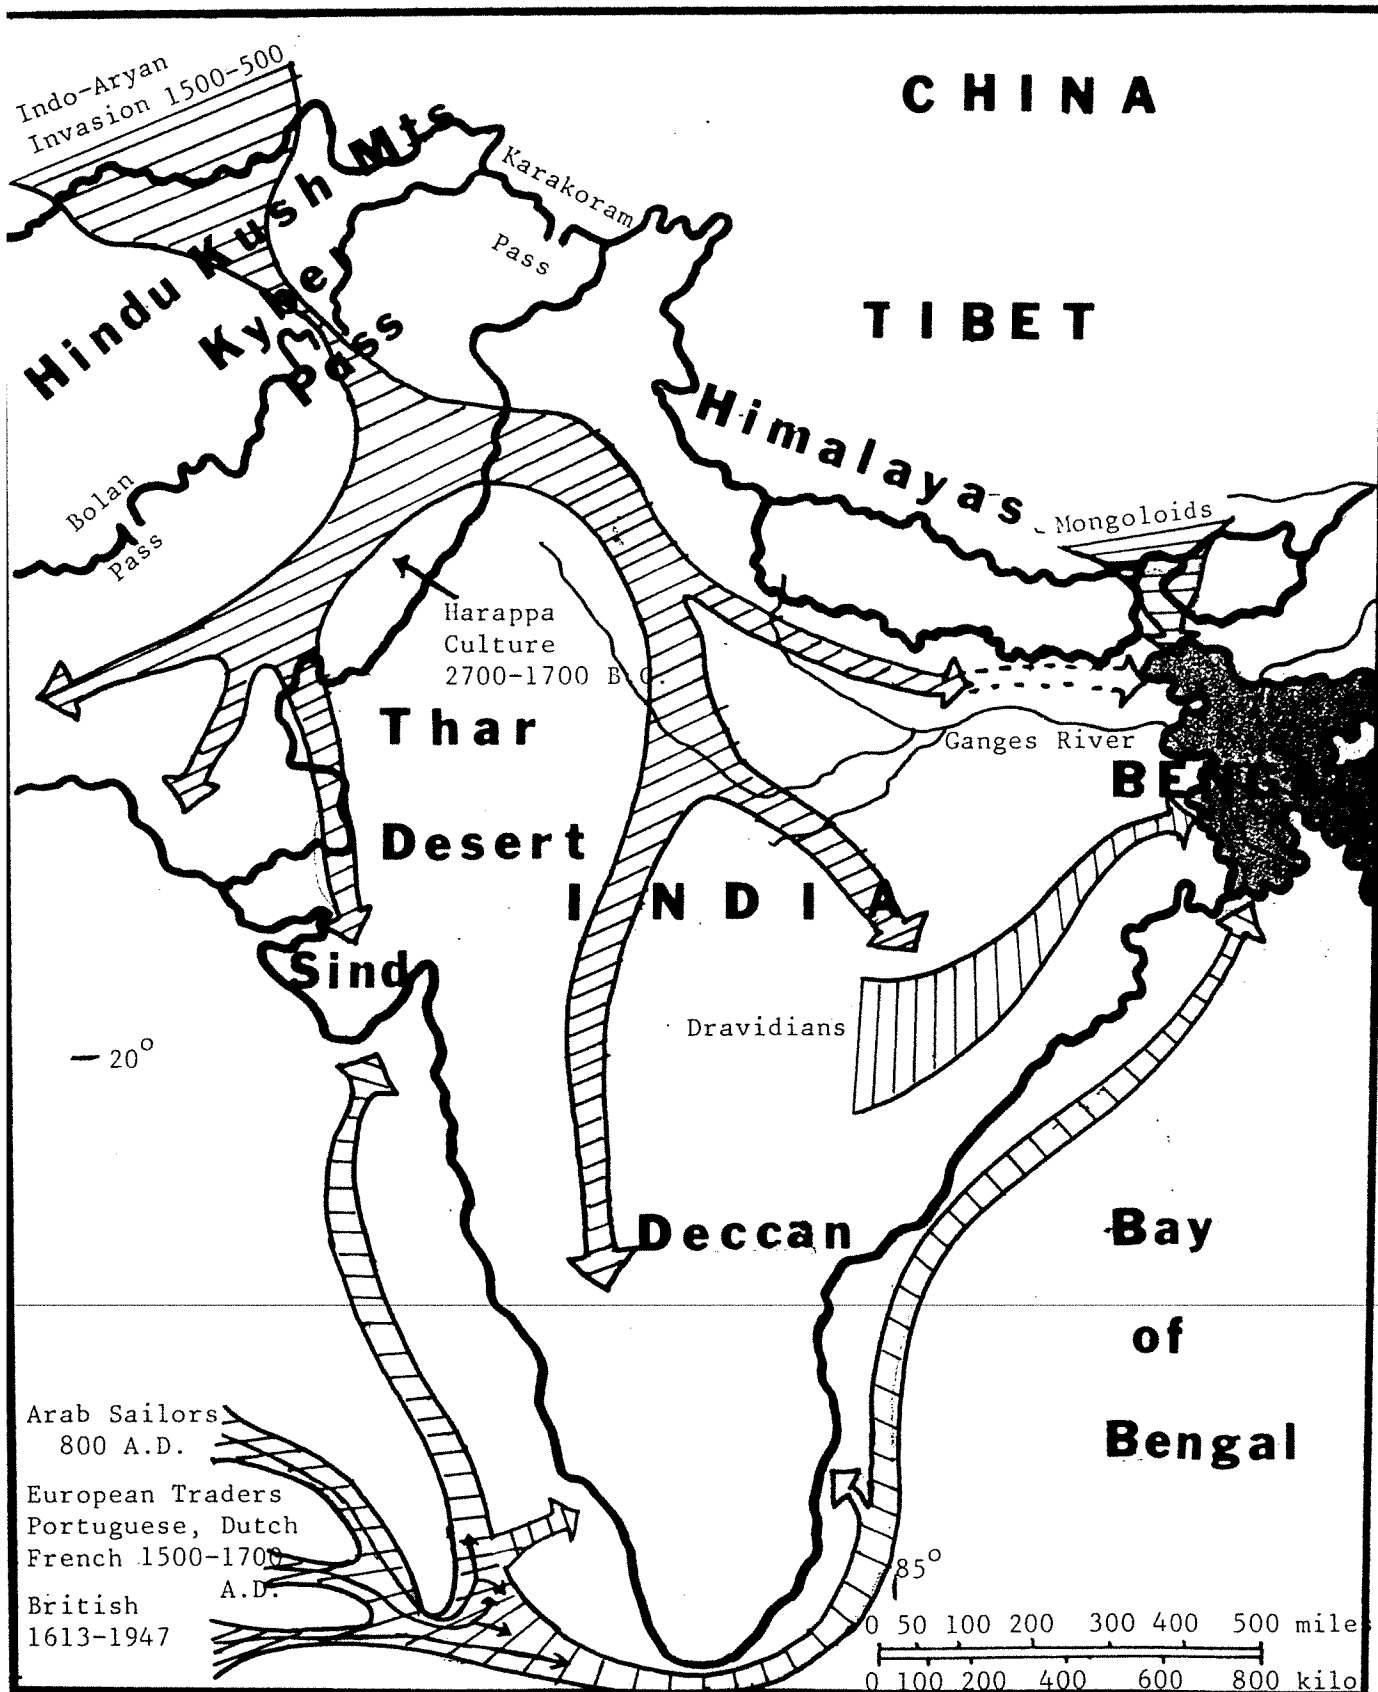 Indo-Aryan
Invasion 1500-500
CHINA
Hindu Kush Mts
Karakoram
Pass
Kyber
Pass
TIBET
Himalayas
Bolan
Pass
Mongoloids
Harappa
Culture
2700-1700 B.C.
Thar
Desert
Ganges River
BENGAL
INDIA
Sind
Dravidians
20°
Deccan
Bay
of
Bengal
Arab Sailors
800 A.D.
European Traders
Portuguese, Dutch
French 1500-1700
A.D.
British
1613-1947
85°
0 50 100 200 300 400 500 mile
0 100 200 400 600 800 kilo